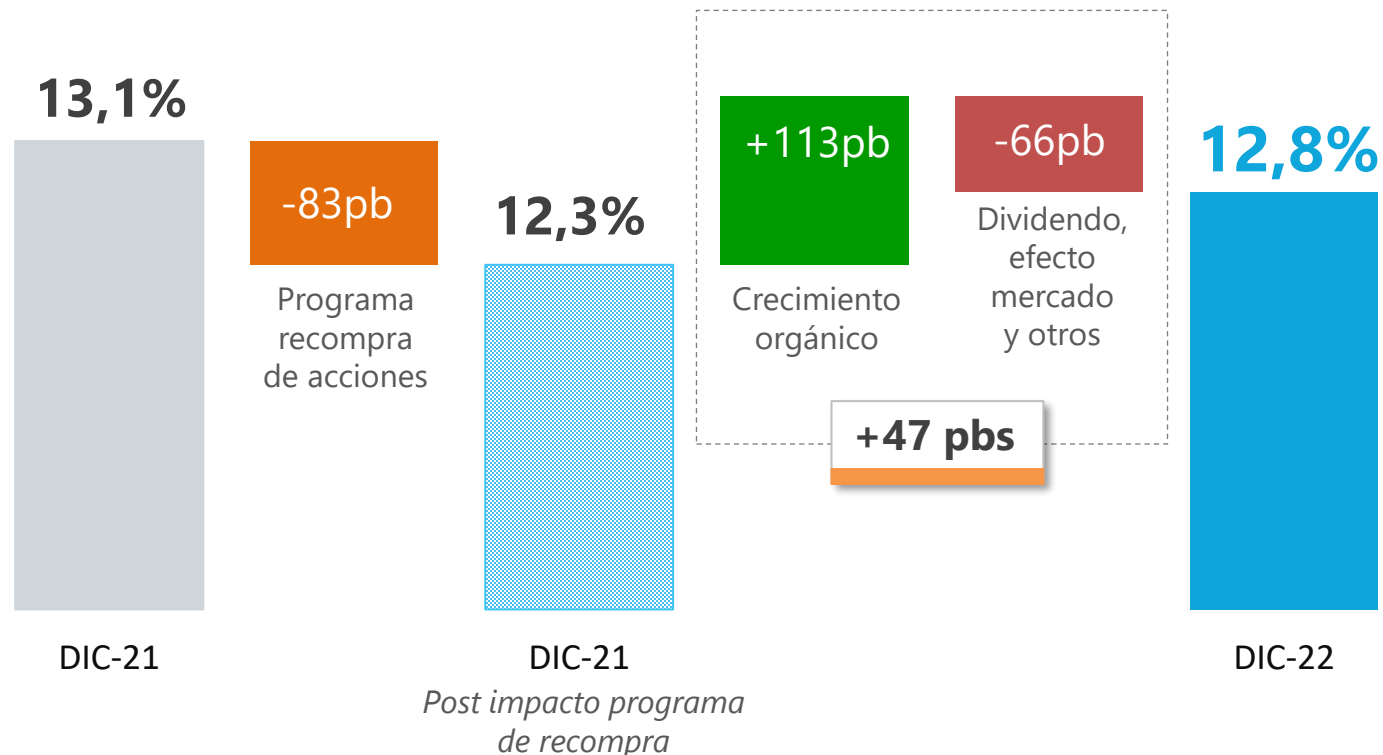 13,1%
-83pb
Programa
recompra
de acciones
12,3%
+113pb
Crecimiento
orgánico
-66pb
Dividendo,
efecto
mercado
y otros
+47 pbs
12,8%
DIC-21
DIC-21
Post impacto programa
de recompra
DIC-22